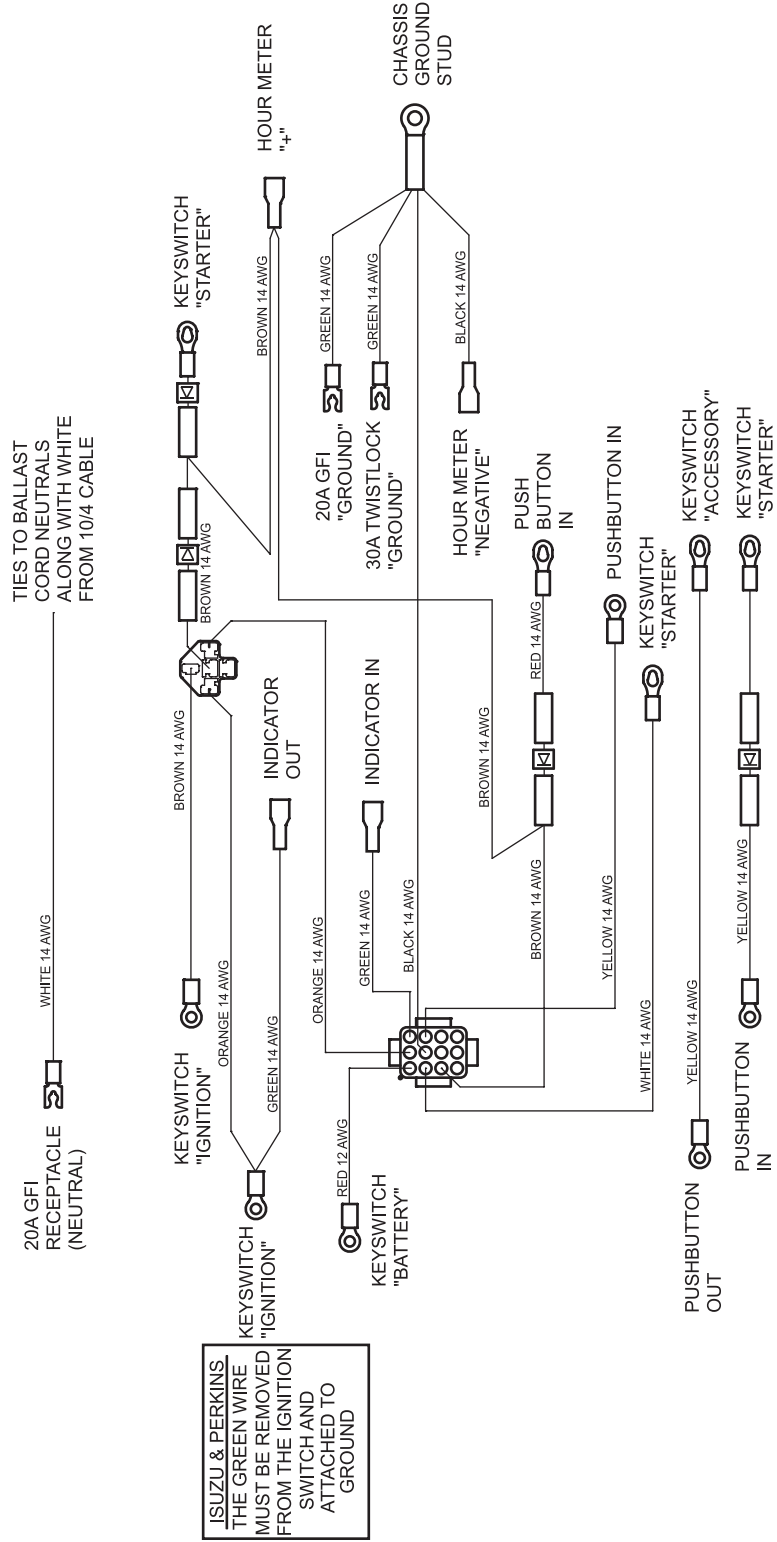 20A GFI
RECEPTACLE
(NEUTRAL)
WHITE 14 AWG
TIES TO BALLAST
CORD NEUTRALS
ALONG WITH WHITE
FROM 10/4 CABLE
KEYSWITCH
"IGNITION"
BROWN 14 AWG
BROWN 14 AWG
KEYSWITCH
"STARTER"
ORANGE 14 AWG
BROWN 14 AWG
HOUR METER
"+"
ISUZU & PERKINS
THE GREEN WIRE
MUST BE REMOVED
FROM THE IGNITION
SWITCH AND
ATTACHED TO
GROUND
KEYSWITCH
"IGNITION"
GREEN 14 AWG
INDICATOR
OUT
ORANGE 14 AWG
GREEN 14 AWG
20A GFI
"GROUND"
KEYSWITCH
"BATTERY"
RED 12 AWG
GREEN 14 AWG
INDICATOR IN
GREEN 14 AWG
30A TWISTLOCK
"GROUND"
BLACK 14 AWG
CHASSIS
GROUND
STUD
BLACK 14 AWG
HOUR METER
"NEGATIVE"
BROWN 14 AWG
BROWN 14 AWG
RED 14 AWG
PUSH
BUTTON
IN
YELLOW 14 AWG
PUSHBUTTON IN
WHITE 14 AWG
KEYSWITCH
"STARTER"
PUSHBUTTON
OUT
YELLOW 14 AWG
KEYSWITCH
"ACCESSORY"
PUSHBUTTON
IN
YELLOW 14 AWG
KEYSWITCH
"STARTER"